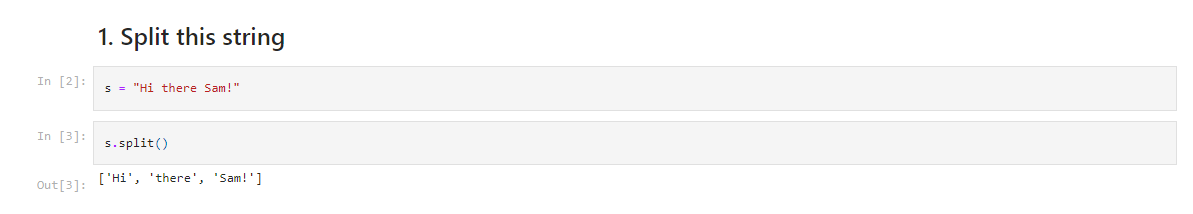 1. Split this string
In [2]:
s = "Hi there Sam!"
In [3]:
s.split()
Out[3]:
['Hi', 'there', 'Sam!']